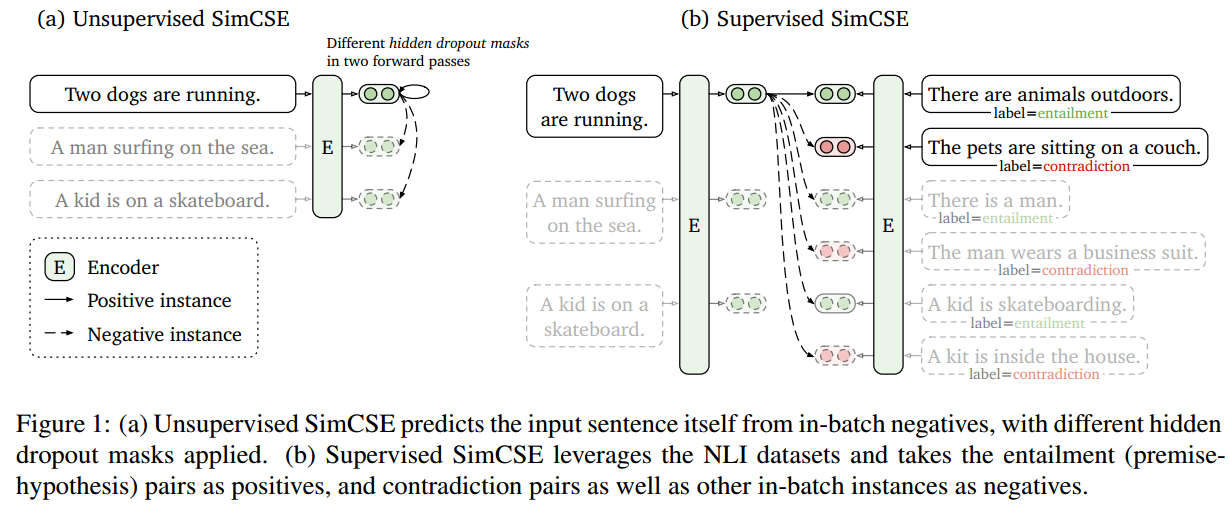 (a) Unsupervised SimCSE
Different hidden dropout masks
in two forward passes
Two dogs are running.
A man surfing on the sea.
A kid is on a skateboard.
E
E Encoder
Positive instance
Negative instance
(b) Supervised SimCSE
Two dogs
are running.
A man surfing
on the sea.
A kid is on a
skateboard.
E
E
There are animals outdoors.
label=entailment
The pets are sitting on a couch.
label=contradiction
There is a man.
label=entailment
The man wears a business suit.
label=contradiction
A kid is skateboarding.
label=entailment
A kit is inside the house.
label=contradiction
Figure 1: (a) Unsupervised SimCSE predicts the input sentence itself from in-batch negatives, with different hidden
dropout masks applied. (b) Supervised SimCSE leverages the NLI datasets and takes the entailment (premise-
hypothesis) pairs as positives, and contradiction pairs as well as other in-batch instances as negatives.